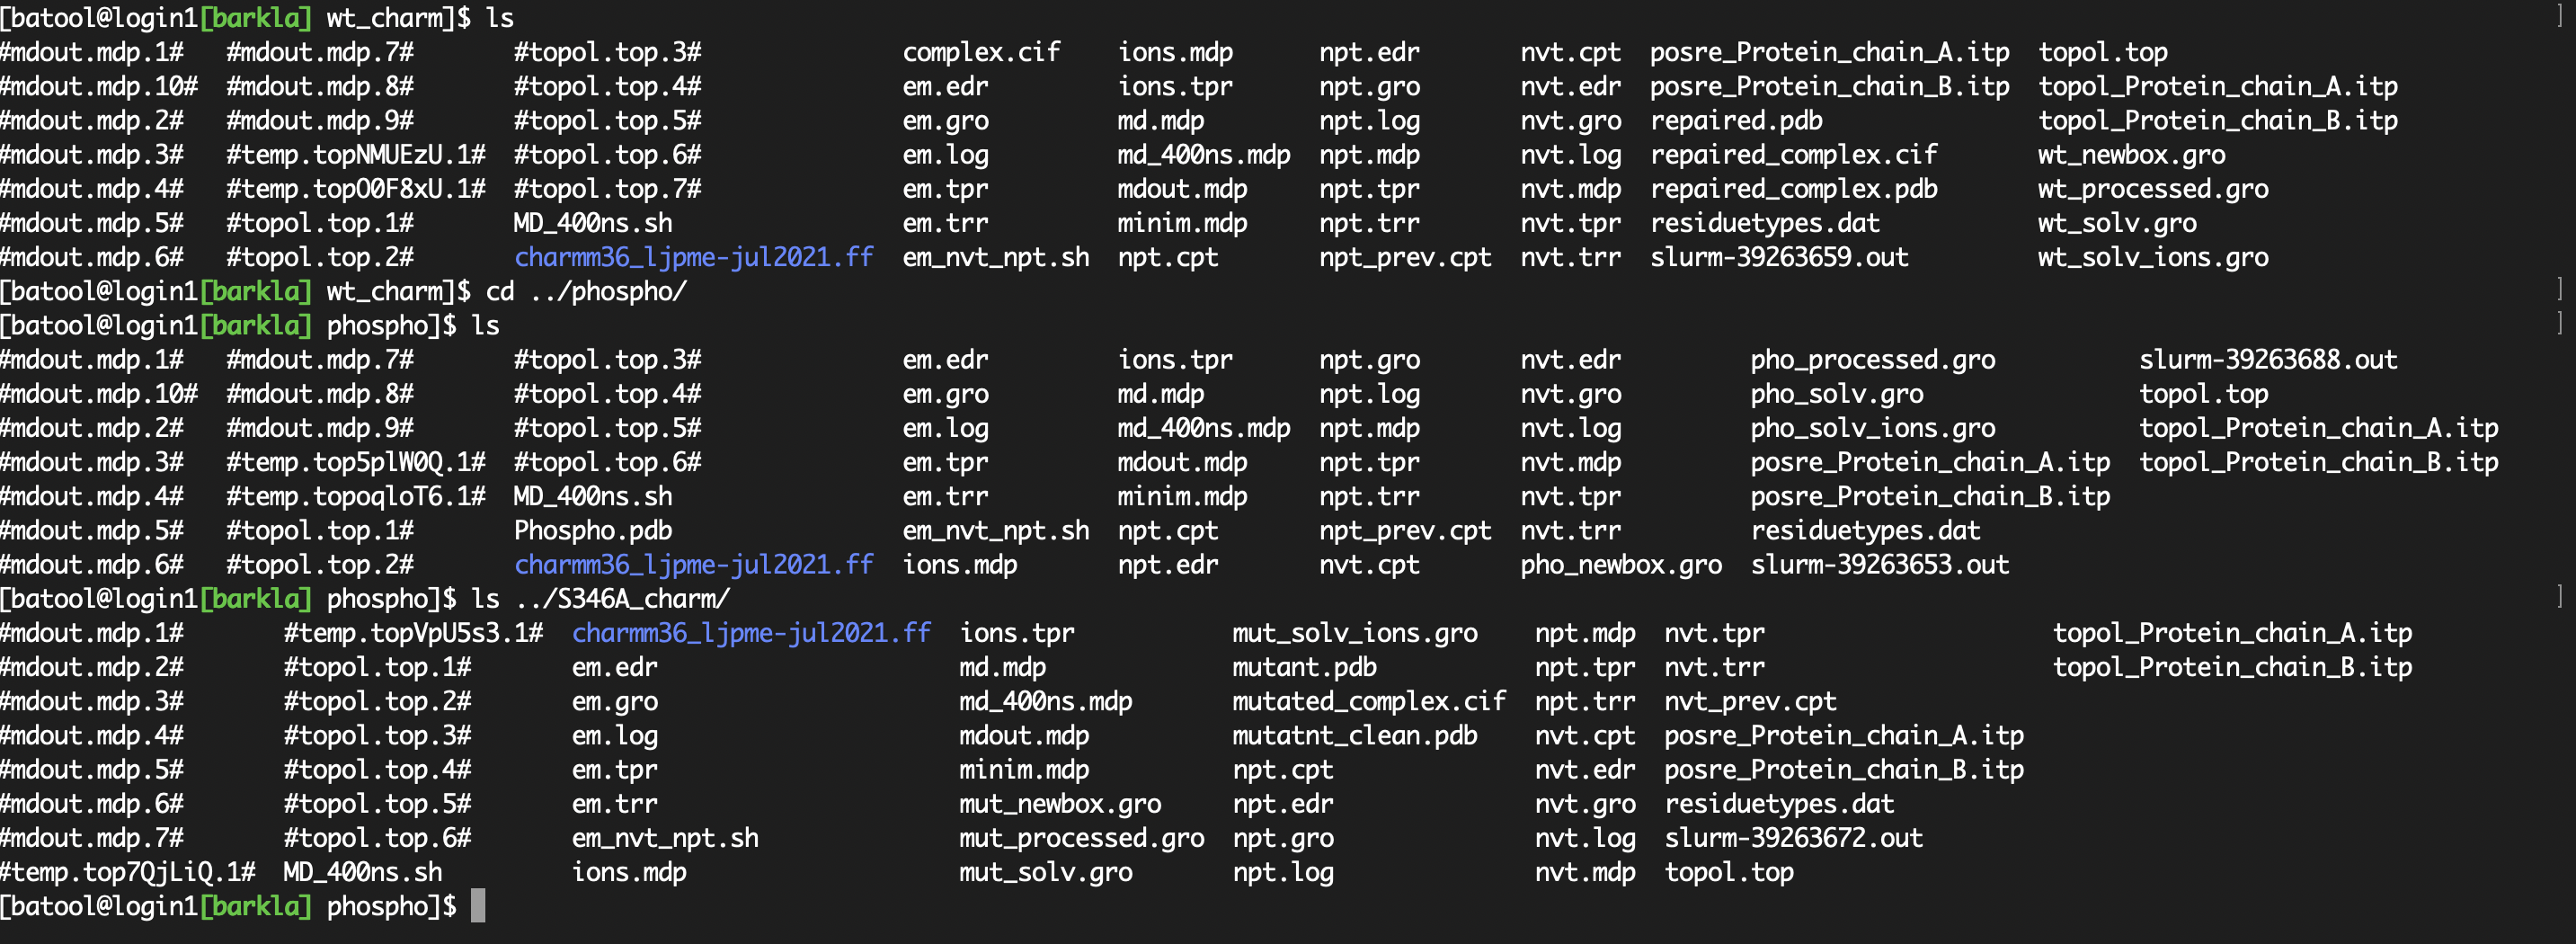 [batool@login1[barkla] wt_charm]$ ls ]
#mdout.mdp.1# #mdout.mdp.7# #topol.top.3# complex.cif ions.mdp npt.edr nvt.cpt posre_Protein_chain_A.itp topol.top
#mdout.mdp.10# #mdout.mdp.8# #topol.top.4# em.edr ions.tpr npt.gro nvt.edr posre_Protein_chain_B.itp topol_Protein_chain_A.itp
#mdout.mdp.2# #mdout.mdp.9# #topol.top.5# em.gro md.mdp npt.log nvt.gro repaired.pdb topol_Protein_chain_B.itp
#mdout.mdp.3# #temp.topNMUEzU.1# #topol.top.6# em.log md_400ns.mdp npt.mdp nvt.log repaired_complex.cif wt_newbox.gro
#mdout.mdp.4# #temp.topO0F8xU.1# #topol.top.7# em.tpr mdout.mdp npt.tpr nvt.mdp repaired_complex.pdb wt_processed.gro
#mdout.mdp.5# #topol.top.1# MD_400ns.sh em.trr minim.mdp npt.trr nvt.tpr residuetypes.dat wt_solv.gro
#mdout.mdp.6# #topol.top.2# charmm36_ljpme-jul2021.ff em_nvt_npt.sh npt.cpt npt_prev.cpt nvt.trr slurm-39263659.out wt_solv_ions.gro
[batool@login1[barkla] wt_charm]$ cd ../phospho/ ]
[batool@login1[barkla] phospho]$ ls ]
#mdout.mdp.1# #mdout.mdp.7# #topol.top.3# em.edr ions.tpr npt.gro nvt.edr pho_processed.gro slurm-39263688.out
#mdout.mdp.10# #mdout.mdp.8# #topol.top.4# em.gro md.mdp npt.log nvt.gro pho_solv.gro topol.top
#mdout.mdp.2# #mdout.mdp.9# #topol.top.5# em.log md_400ns.mdp npt.mdp nvt.log pho_solv_ions.gro topol_Protein_chain_A.itp
#mdout.mdp.3# #temp.top5plW0Q.1# #topol.top.6# em.tpr mdout.mdp npt.tpr nvt.mdp posre_Protein_chain_A.itp topol_Protein_chain_B.itp
#mdout.mdp.4# #temp.topoqloT6.1# MD_400ns.sh em.trr minim.mdp npt.trr nvt.tpr posre_Protein_chain_B.itp
#mdout.mdp.5# #topol.top.1# Phospho.pdb em_nvt_npt.sh npt.cpt npt_prev.cpt nvt.trr residuetypes.dat
#mdout.mdp.6# #topol.top.2# charmm36_ljpme-jul2021.ff ions.mdp npt.edr nvt.cpt pho_newbox.gro slurm-39263653.out
[batool@login1[barkla] phospho]$ ls ../S346A_charm/ ]
#mdout.mdp.1# #temp.topVpU5s3.1# charmm36_ljpme-jul2021.ff ions.tpr mut_solv_ions.gro npt.mdp nvt.tpr topol_Protein_chain_A.itp
#mdout.mdp.2# #topol.top.1# em.edr md.mdp mutant.pdb npt.tpr nvt.trr topol_Protein_chain_B.itp
#mdout.mdp.3# #topol.top.2# em.gro md_400ns.mdp mutated_complex.cif npt.trr nvt_prev.cpt
#mdout.mdp.4# #topol.top.3# em.log mdout.mdp mutatnt_clean.pdb nvt.cpt posre_Protein_chain_A.itp
#mdout.mdp.5# #topol.top.4# em.tpr minim.mdp npt.cpt nvt.edr posre_Protein_chain_B.itp
#mdout.mdp.6# #topol.top.5# em.trr mut_newbox.gro npt.edr nvt.gro residuetypes.dat
#mdout.mdp.7# #topol.top.6# em_nvt_npt.sh mut_processed.gro npt.gro nvt.log slurm-39263672.out
#temp.top7QjLiQ.1# MD_400ns.sh ions.mdp mut_solv.gro npt.log nvt.mdp topol.top
[batool@login1[barkla] phospho]$